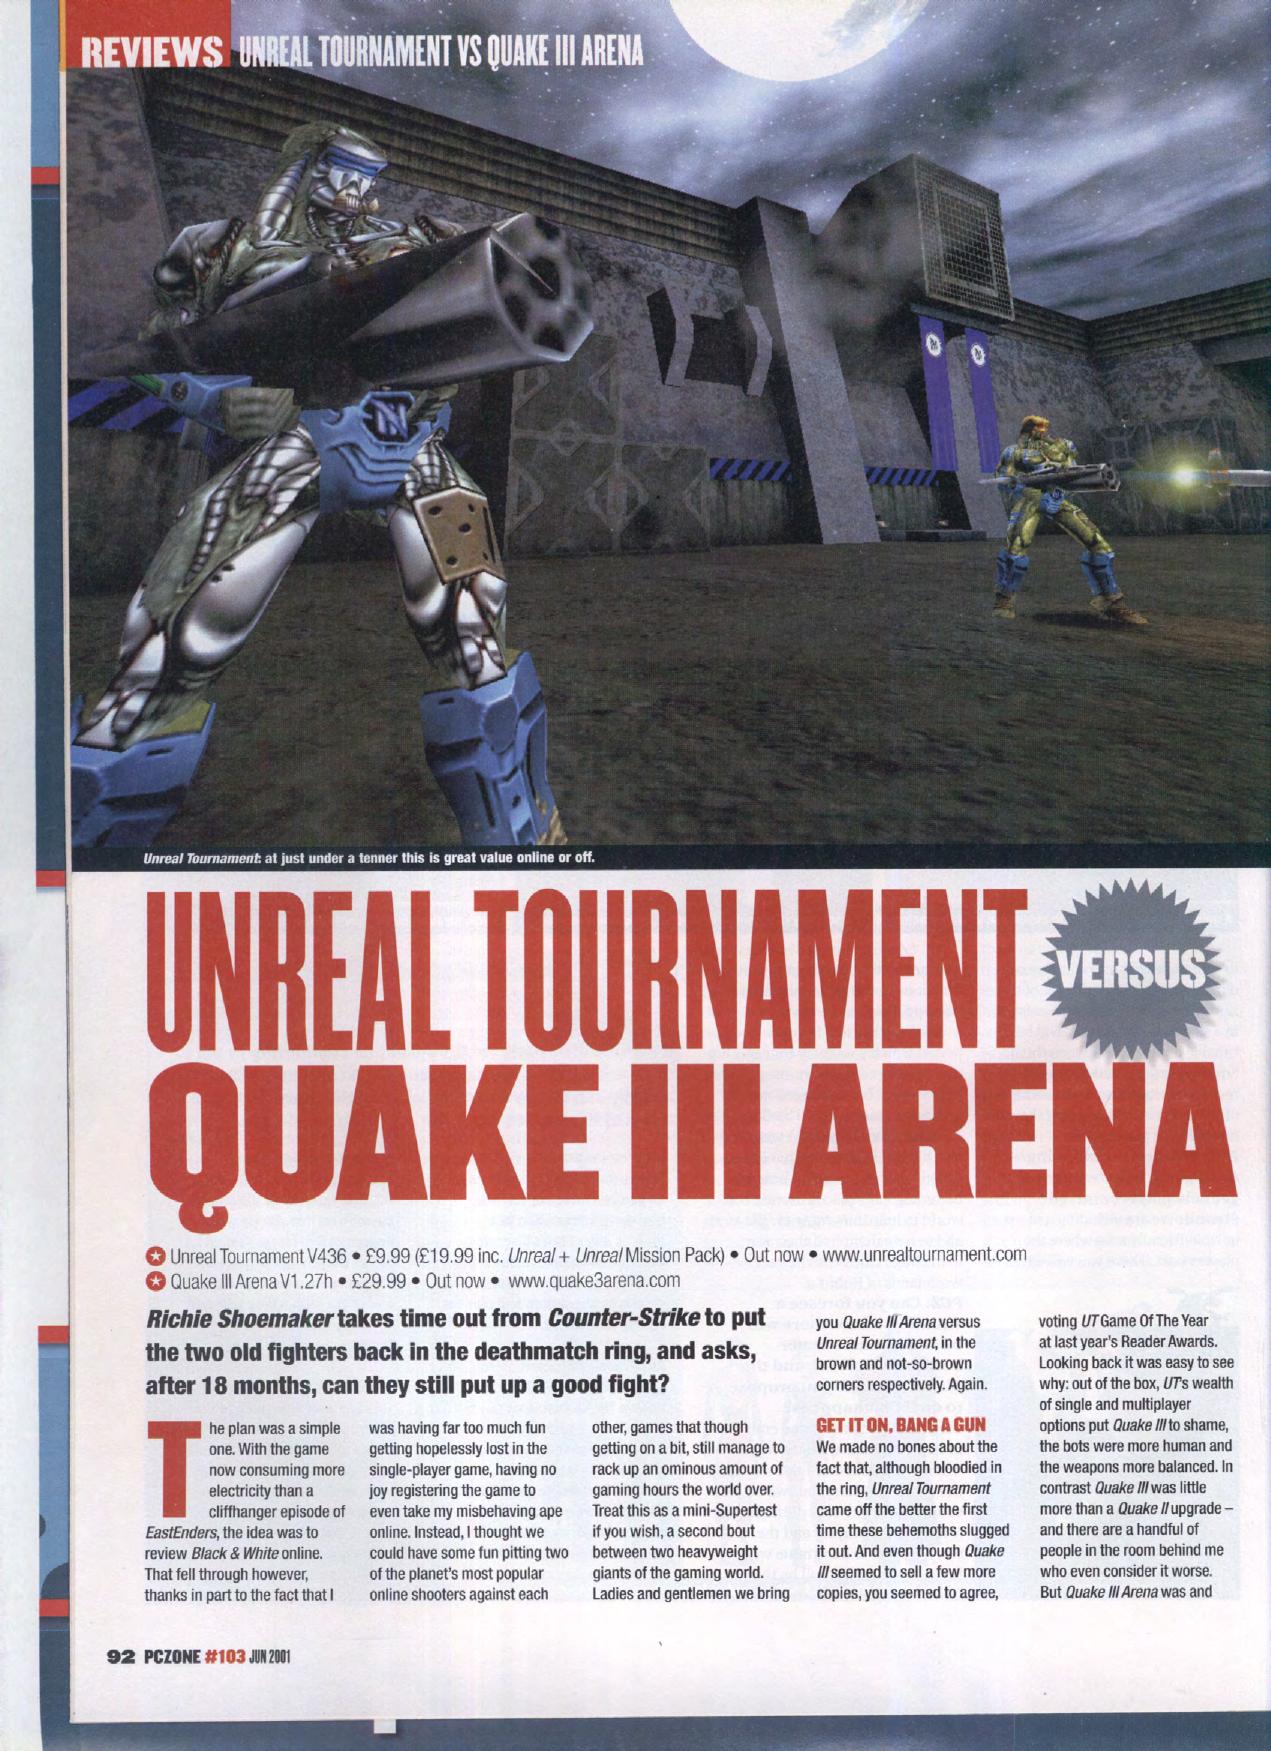 REVIEWS UNREAL TOURNAMENT VS QUAKE III ARENA
Unreal Tournament: at just under a tenner this is great value online or off.
UNREAL TOURNAMENT
VERSUS
QUAKE III ARENA
Unreal Tournament V436 • £9.99 (£19.99 inc. Unreal + Unreal Mission Pack) • Out now • www.unrealtournament.com
Quake III Arena V1.27h • £29.99 • Out now • www.quake3arena.com
Richie Shoemaker takes time out from Counter-Strike to put
the two old fighters back in the deathmatch ring, and asks,
after 18 months, can they still put up a good fight?
The plan was a simple
one. With the game
now consuming more
electricity than a
cliffhanger episode of
EastEnders, the idea was to
review Black & White online.
That fell through however,
thanks in part to the fact that I
was having far too much fun
getting hopelessly lost in the
single-player game, having no
joy registering the game to
even take my misbehaving ape
online. Instead, I thought we
could have some fun pitting two
of the planet's most popular
online shooters against each
other, games that though
getting on a bit, still manage to
rack up an ominous amount of
gaming hours the world over.
Treat this as a mini-Supertest
if you wish, a second bout
between two heavyweight
giants of the gaming world.
Ladies and gentlemen we bring
you Quake III Arena versus
Unreal Tournament, in the
brown and not-so-brown
corners respectively. Again.
GET IT ON, BANG A GUN
We made no bones about the
fact that, although bloodied in
the ring, Unreal Tournament
came off the better the first
time these behemoths slugged
it out. And even though Quake
III seemed to sell a few more
copies, you seemed to agree,
voting UT Game Of The Year
at last year's Reader Awards.
Looking back it was easy to see
why: out of the box, UT's wealth
of single and multiplayer
options put Quake III to shame,
the bots were more human and
the weapons more balanced. In
contrast Quake III was little
more than a Quake II upgrade –
and there are a handful of
people in the room behind me
who even consider it worse.
But Quake III Arena was and
92 PCZONE #103 JUN 2001